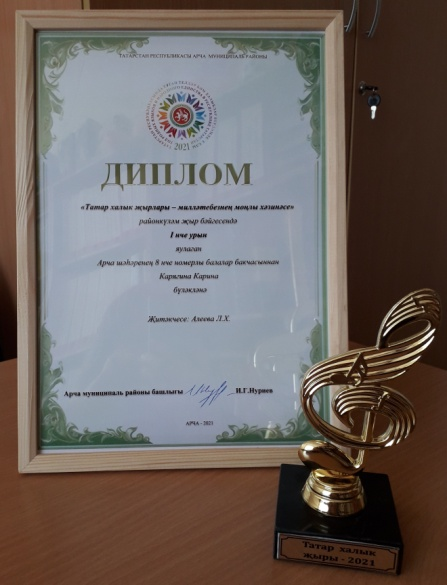 ТАТАРСТАН РЕСПУБЛИКАСЫ АРЧА МУНИЦИПАЛЬ РАЙОНЫ
2021
ДИПЛОМ
«Татар халык җырлары – милләтебезнең моңлы хәзинәсе»
районкүләм җыр бәйгесендә
I нче урын
яулаган
Арча шәһәренең 8 нче номерлы балалар бакчасыннан
Карягина Карина
бүләкләнә
Җитәкчесе: Алеева Л.Х.
Арча муниципаль районы башлыгы И.Г.Нуриев
АРЧА - 2021
Татар халык
җыры - 2021